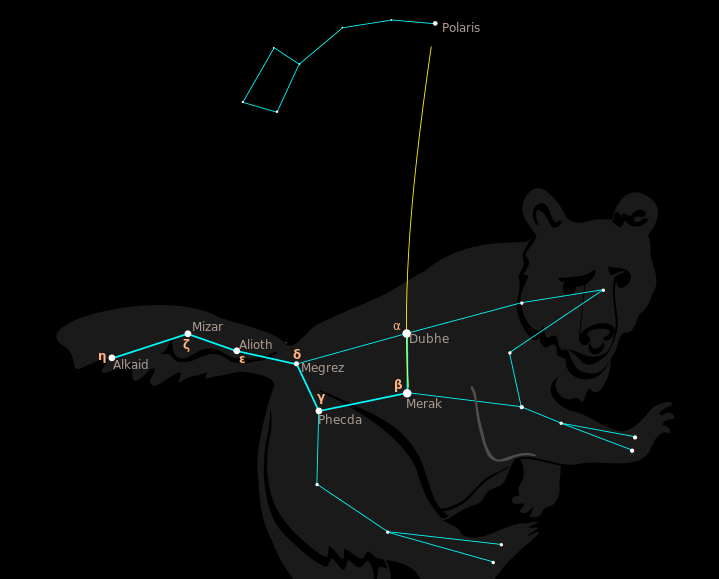 Polaris
Mizar
α
Dubhe
ζ
Alioth
η
Alkaid
ε
δ
Megrez
β
Merak
γ
Phecda